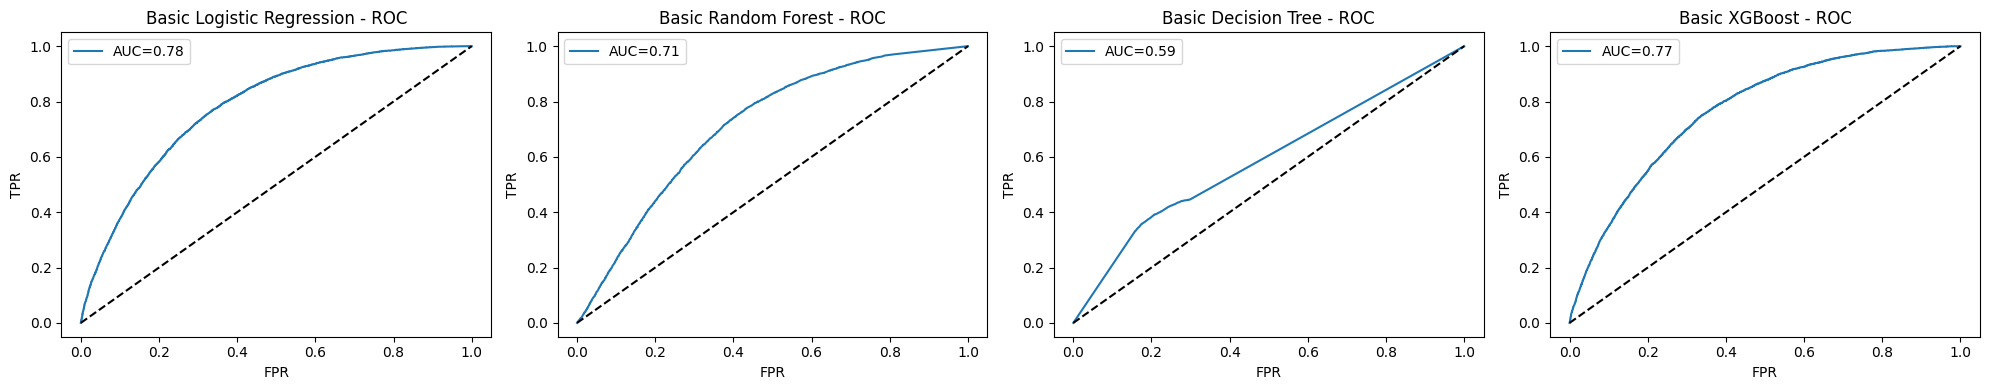 Basic Logistic Regression - ROC
AUC=0.78
1.0
0.8
0.6
0.4
0.2
0.0
TPR
0.0 0.2 0.4 0.6 0.8 1.0
FPR
Basic Random Forest - ROC
AUC=0.71
1.0
0.8
0.6
0.4
0.2
0.0
TPR
0.0 0.2 0.4 0.6 0.8 1.0
FPR
Basic Decision Tree - ROC
AUC=0.59
1.0
0.8
0.6
0.4
0.2
0.0
TPR
0.0 0.2 0.4 0.6 0.8 1.0
FPR
Basic XGBoost - ROC
AUC=0.77
1.0
0.8
0.6
0.4
0.2
0.0
TPR
0.0 0.2 0.4 0.6 0.8 1.0
FPR